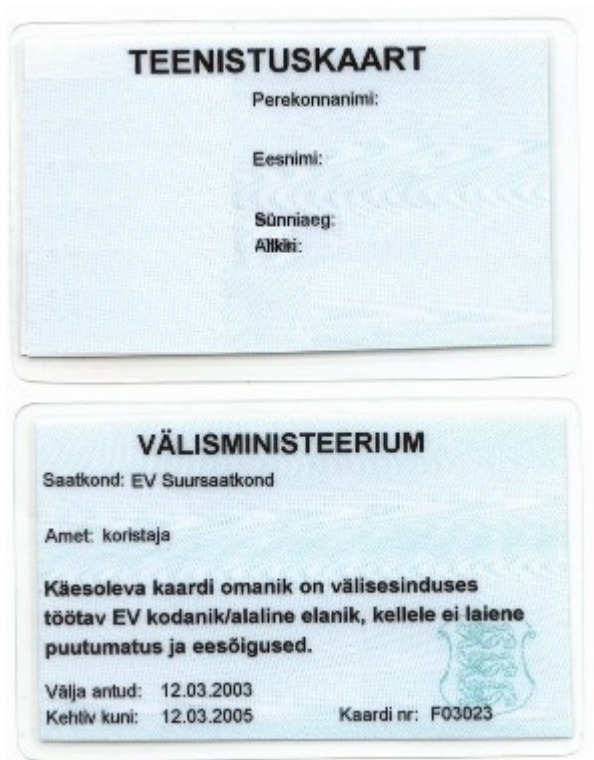 TEENISTUSKAART
Perekonnanimi:
Eesnimi:
Sünniaeg:
Allkiri:
VÄLISMINISTEERIUM
Saatkond: EV Suursaatkond
Amet: koristaja
Käesoleva kaardi omanik on välisesinduses
töötav EV kodanik/alaline elanik, kellele ei laiene
puutumatus ja eesõigused.
Välja antud: 12.03.2003
Kehtiv kuni: 12.03.2005 Kaardi nr: F03023